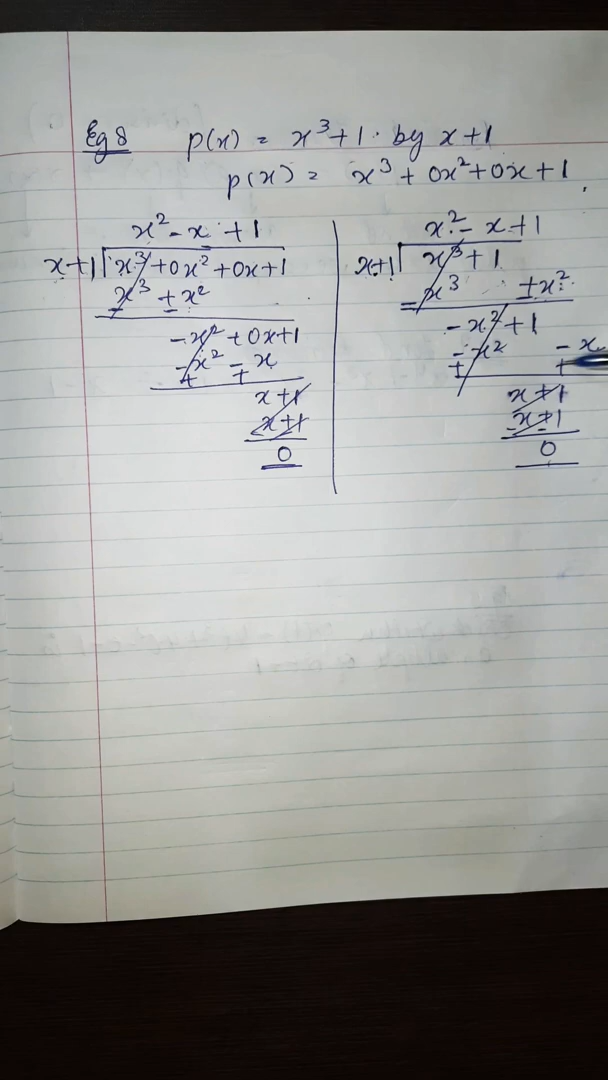 Eg 8 p(x) = x³+1. by x+1
p(x) = x³ + 0x² + 0x + 1
x² - x + 1
x+1 x³ + 0x² + 0x + 1
x³ + x²
-
-
-x² + 0x + 1
-x² - x
+ +
x+1
x+1
- -
0
x² - x + 1
x+1 x³ + 1
x³ + x²
- -
-x² + 1
-x² - x
+ +
x+1
x+1
- -
0